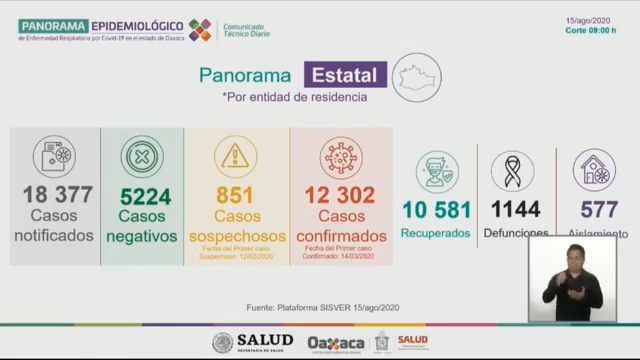 PANORAMA EPIDEMIOLÓGICO
de Enfermedad Respiratoria por Covid-19 en el estado de Oaxaca
Comunicado
Técnico Diario
15/ago/2020
Corte 09:00 h
Panorama Estatal
*Por entidad de residencia
18 377
Casos
notificados
5224
Casos
negativos
851
Casos
sospechosos
Fecha del Primer caso
Sospechoso: 12/02/2020
12 302
Casos
confirmados
Fecha del Primer caso
Confirmado: 14/03/2020
10 581
Recuperados
1144
Defunciones
577
Aislamiento
Fuente: Plataforma SISVER 15/ago/2020
SALUD
SECRETARÍA DE SALUD
Oaxaca
SALUD